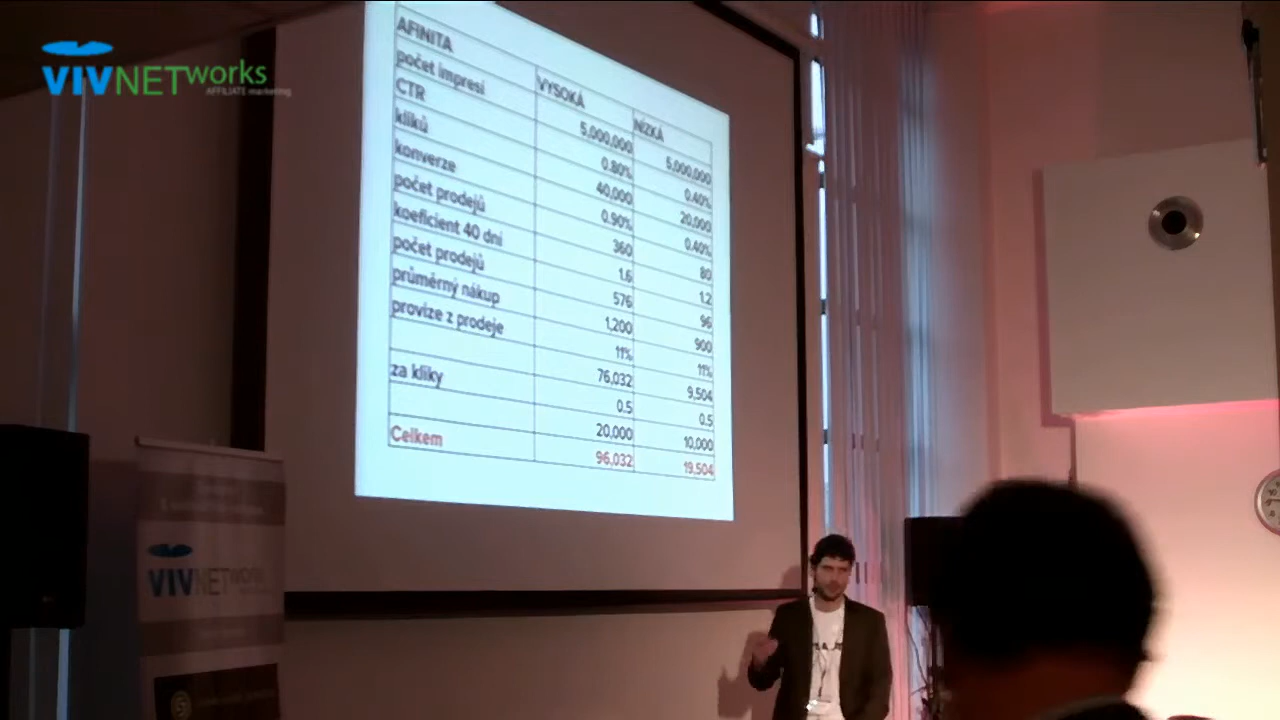 VIVNETworks
AFFILIATE marketing
AFINITA VYSOKÁ NÍZKÁ
počet impresí 5,000,000 5,000,000
CTR 0.80% 0.40%
kliků 40,000 20,000
konverze 0.90% 0.40%
počet prodejů 360 80
koeficient 40 dní 1.6 1.2
počet prodejů 576 96
průměrný nákup 1,200 900
provize z prodeje 11% 11%
76,032 9,504
za kliky 0.5 0.5
20,000 10,000
Celkem 96,032 19,504
VIVNETworks